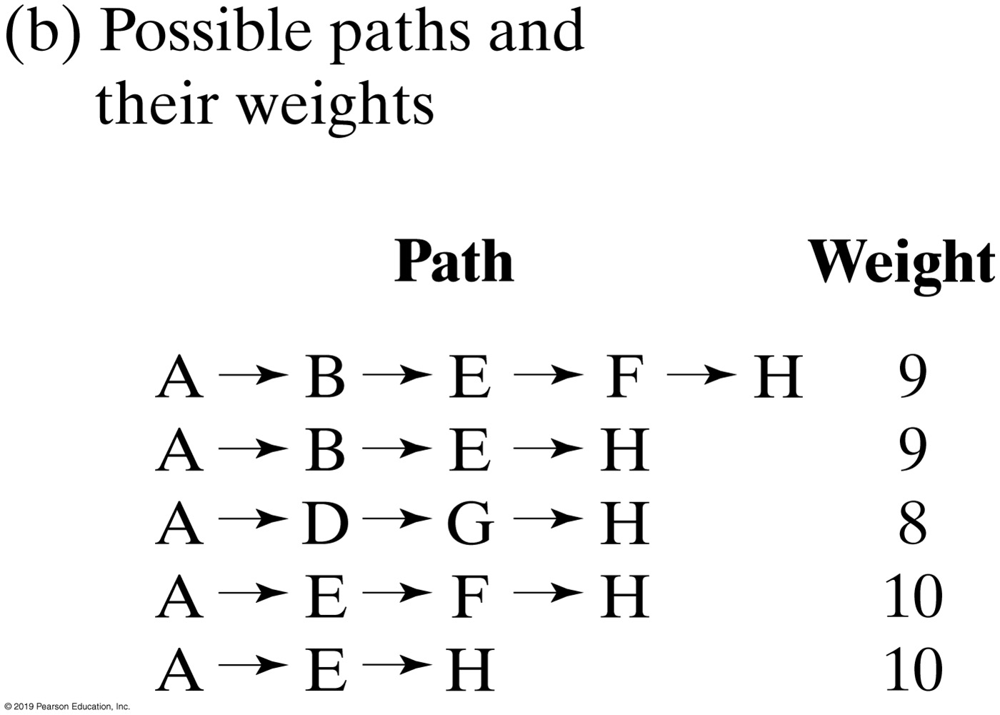 (b) Possible paths and
their weights
Path Weight
A → B → E → F → H 9
A → B → E → H 9
A → D → G → H 8
A → E → F → H 10
A → E → H 10
© 2019 Pearson Education, Inc.